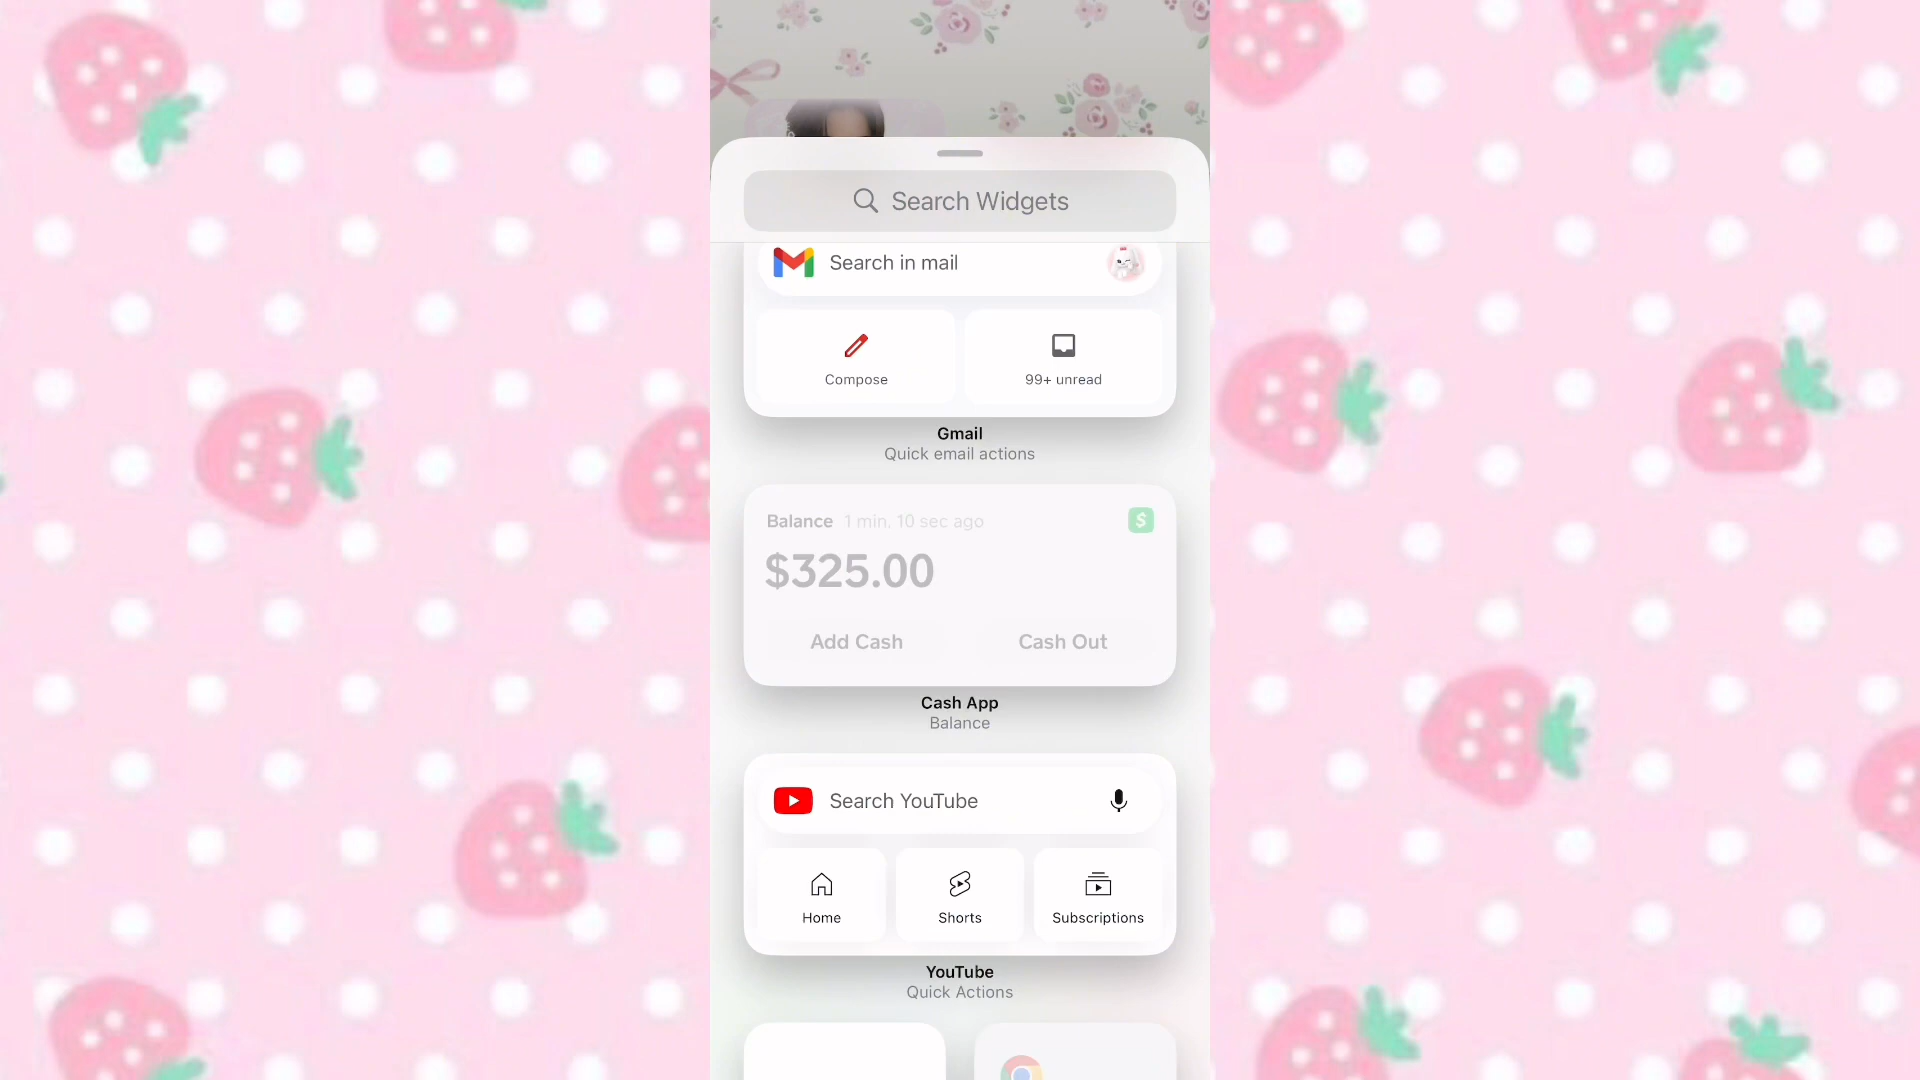 Search Widgets
Search in mail
Compose
99+ unread
Gmail
Quick email actions
Balance 1 min. 10 sec ago
$
$325.00
Add Cash
Cash Out
Cash App
Balance
Search YouTube
Home
Shorts
Subscriptions
YouTube
Quick Actions